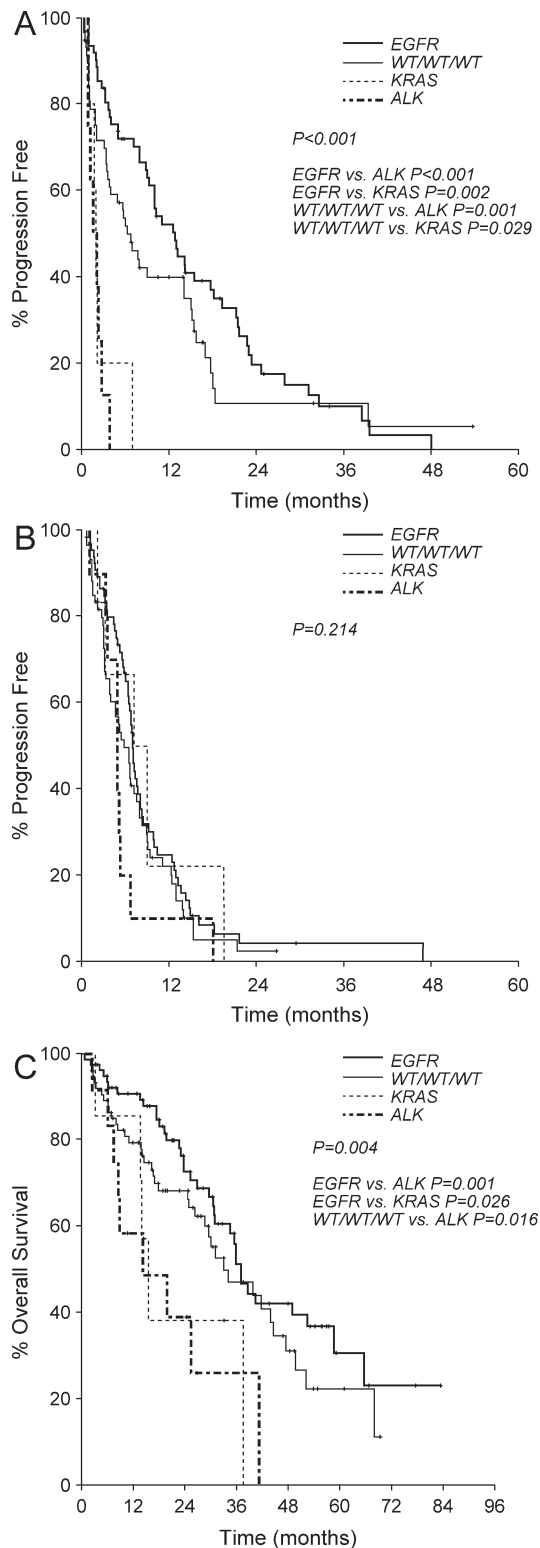 A
100
80
60
40
20
0
% Progression Free
EGFR
WT/WT/WT
KRAS
ALK
P<0.001
EGFR vs. ALK P<0.001
EGFR vs. KRAS P=0.002
WT/WT/WT vs. ALK P=0.001
WT/WT/WT vs. KRAS P=0.029
0 12 24 36 48 60
Time (months)
B
100
80
60
40
20
0
% Progression Free
EGFR
WT/WT/WT
KRAS
ALK
P=0.214
0 12 24 36 48 60
Time (months)
C
100
80
60
40
20
0
% Overall Survival
EGFR
WT/WT/WT
KRAS
ALK
P=0.004
EGFR vs. ALK P=0.001
EGFR vs. KRAS P=0.026
WT/WT/WT vs. ALK P=0.016
0 12 24 36 48 60 72 84 96
Time (months)